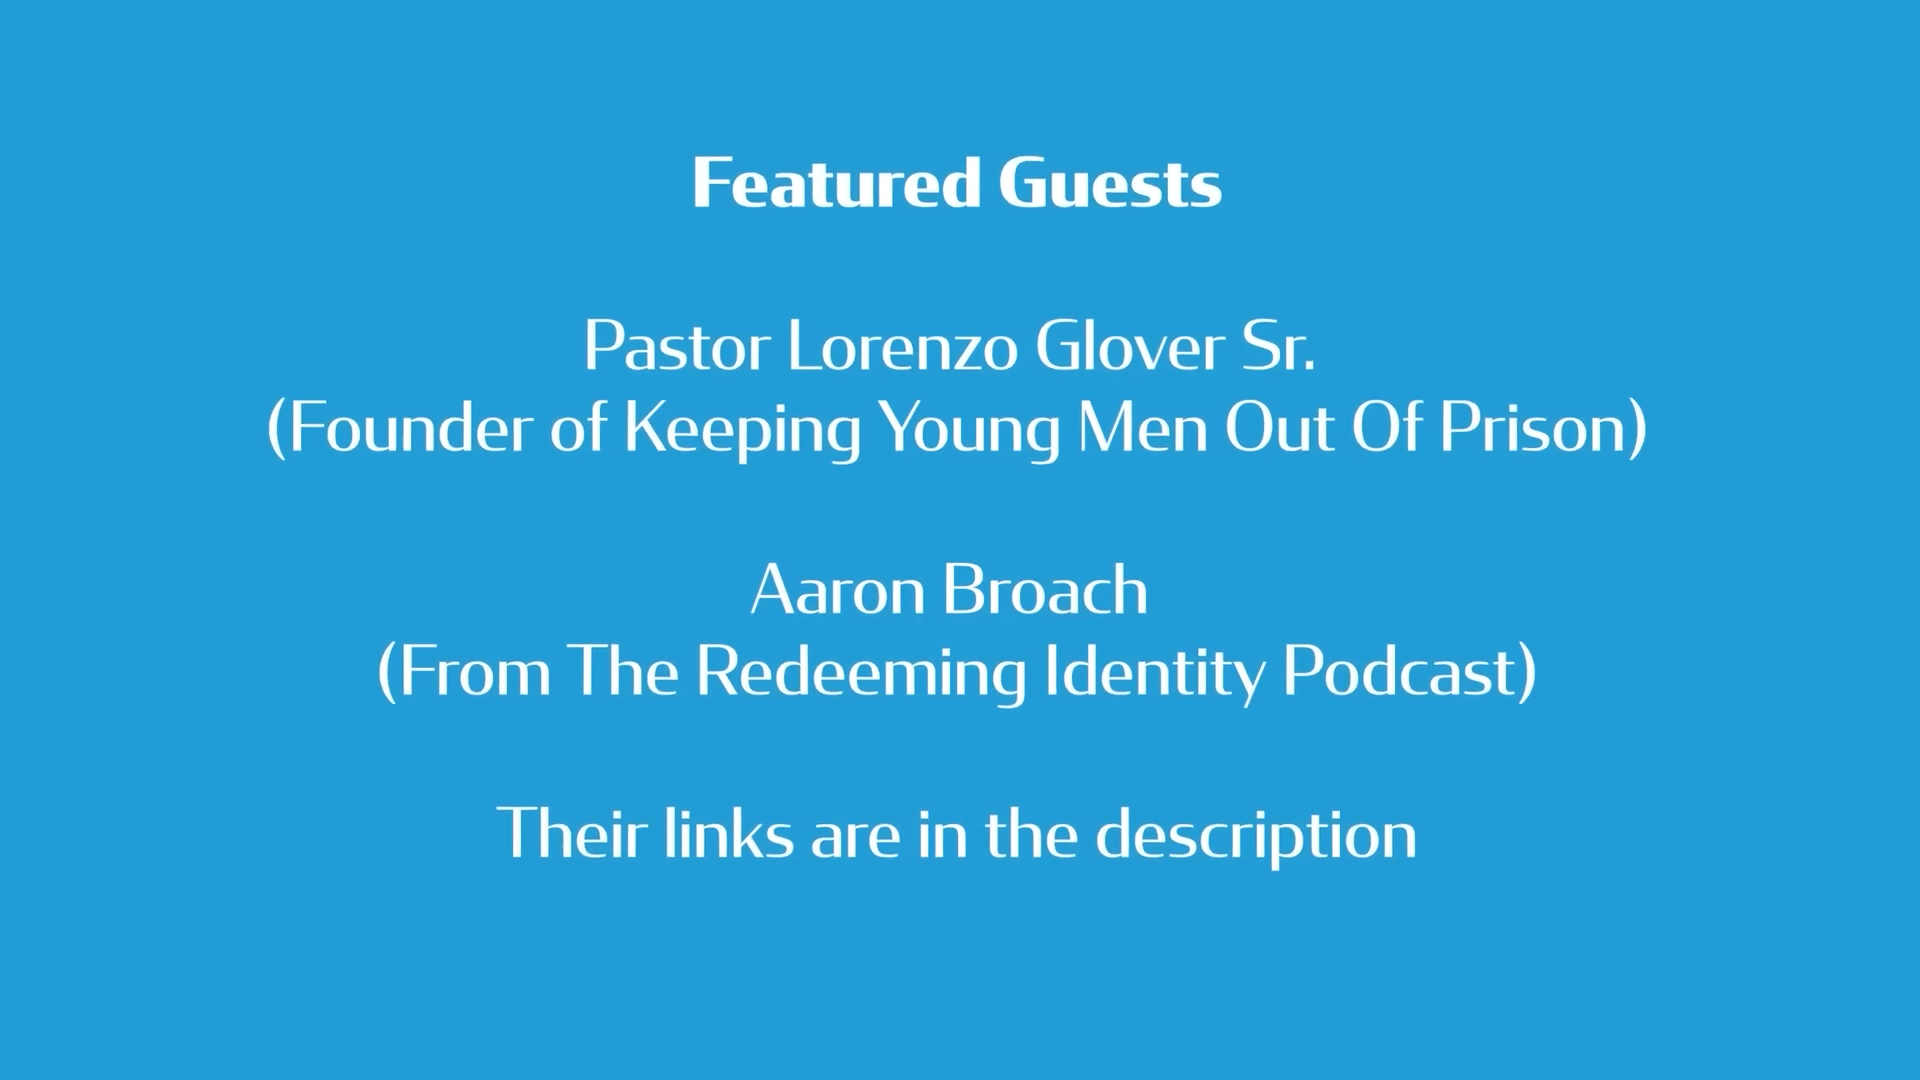 Featured Guests
Pastor Lorenzo Glover Sr.
(Founder of Keeping Young Men Out Of Prison)
Aaron Broach
(From The Redeeming Identity Podcast)
Their links are in the description